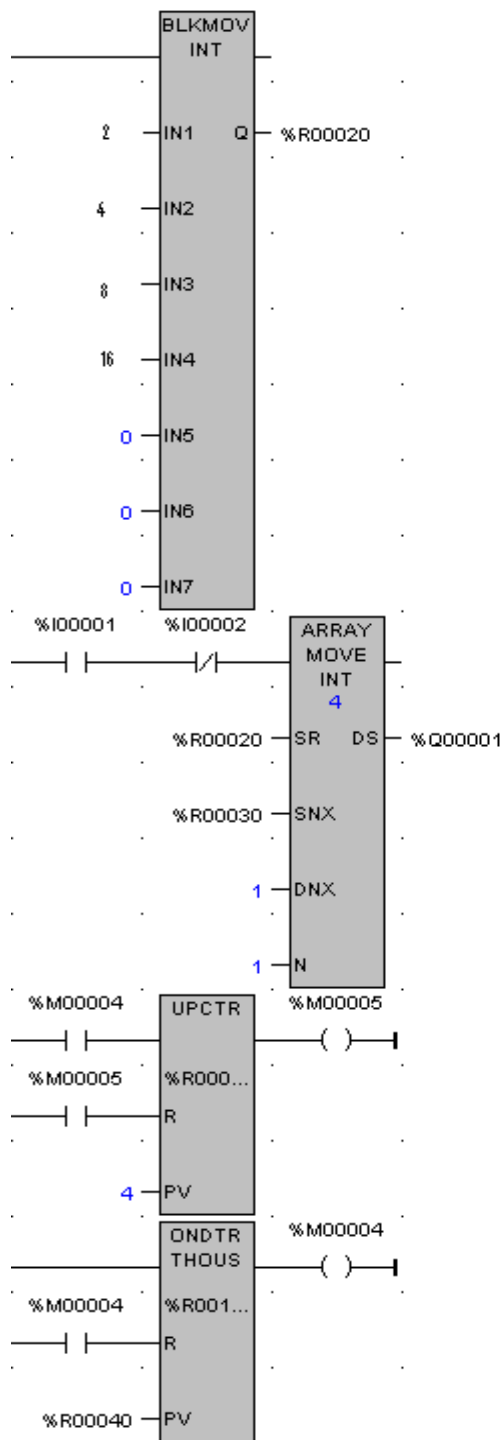 BLKMOV
INT
2 IN1 Q %R00020
4 IN2
8 IN3
16 IN4
0 IN5
0 IN6
0 IN7
%I00001 %I00002 ARRAY
MOVE
INT
4
%R00020 SR DS %Q00001
%R00030 SNX
1 DNX
1 N
%M00004 UPCTR %M00005
%M00005 %R000...
R
4 PV
ONDTR %M00004
THOUS
%M00004 %R001...
R
%R00040 PV